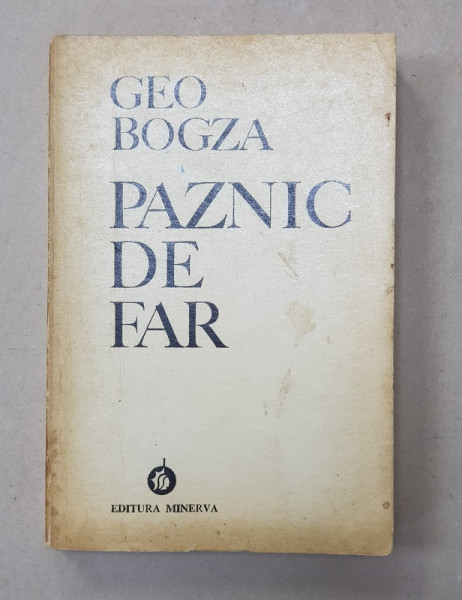 GEO
BOGZA
PAZNIC
DE
FAR
EDITURA MINERVA